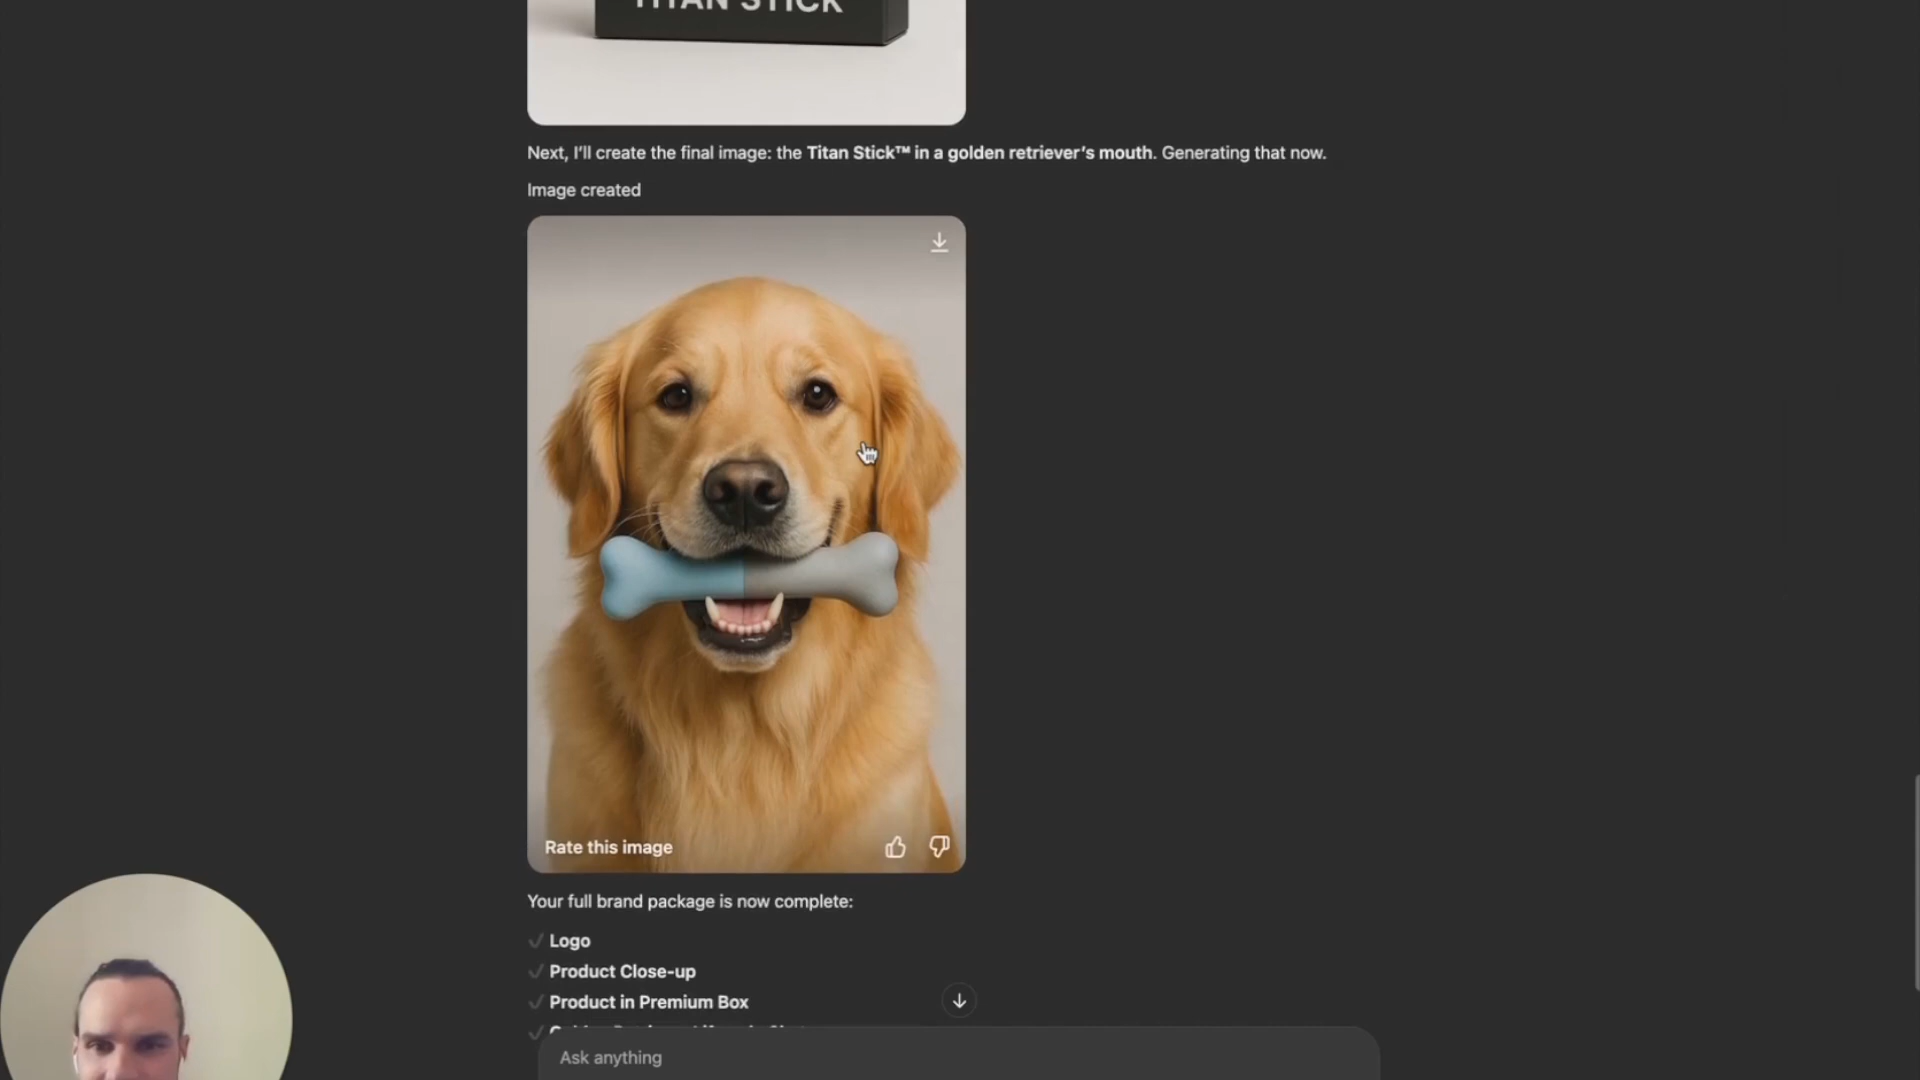 TITAN STICK
Next, I'll create the final image: the Titan Stick™ in a golden retriever's mouth. Generating that now.
Image created
Rate this image
Your full brand package is now complete:
✓ Logo
✓ Product Close-up
✓ Product in Premium Box
Ask anything